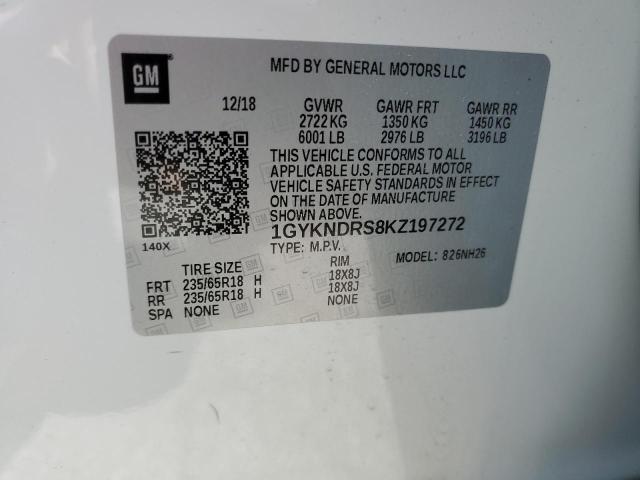 GM
MFD BY GENERAL MOTORS LLC
12/18 GVWR GAWR FRT GAWR RR
2722 KG 1350 KG 1450 KG
6001 LB 2976 LB 3196 LB
THIS VEHICLE CONFORMS TO ALL
APPLICABLE U.S. FEDERAL MOTOR
VEHICLE SAFETY STANDARDS IN EFFECT
ON THE DATE OF MANUFACTURE
SHOWN ABOVE.
1GYKNDRS8KZ197272
140X
TYPE: M.P.V. MODEL: 826NH26
TIRE SIZE RIM
FRT 235/65R18 H 18X8J
RR 235/65R18 H 18X8J
SPA NONE NONE